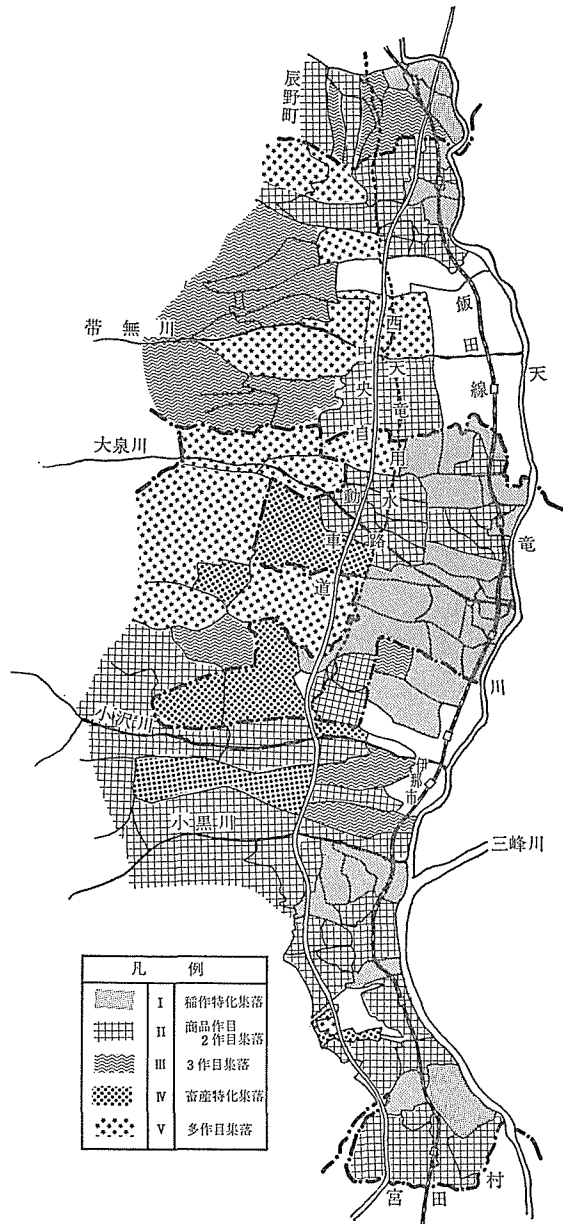 辰野町
帯無川
飯田線
西天竜用水路
中央自動車道
天竜川
大泉川
小沢川
伊那市
小黒川
三峰川
凡例
I 稲作特化集落
II 商品作目
2作目集落
III 3作目集落
IV 畜産特化集落
V 多作目集落
宮田村